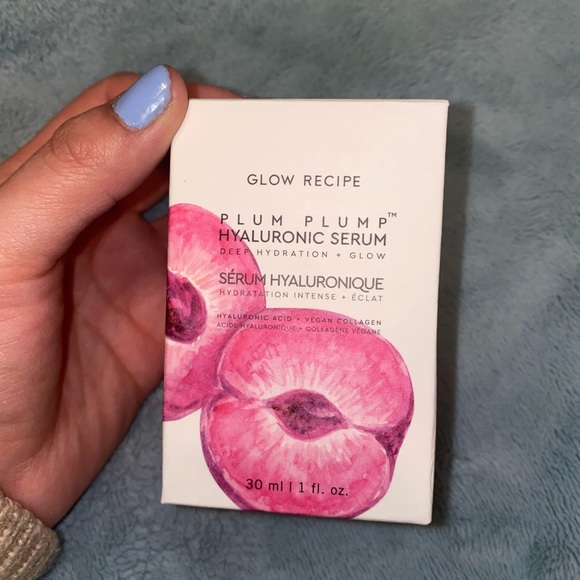 GLOW RECIPE
PLUM PLUMP™
HYALURONIC SERUM
DEEP HYDRATION + GLOW
SÉRUM HYALURONIQUE
HYDRATATION INTENSE + ÉCLAT
HYALURONIC ACID + VEGAN COLLAGEN
ACIDE HYALURONIQUE + COLLAGÈNE VÉGANE
30 ml | 1 fl. oz.